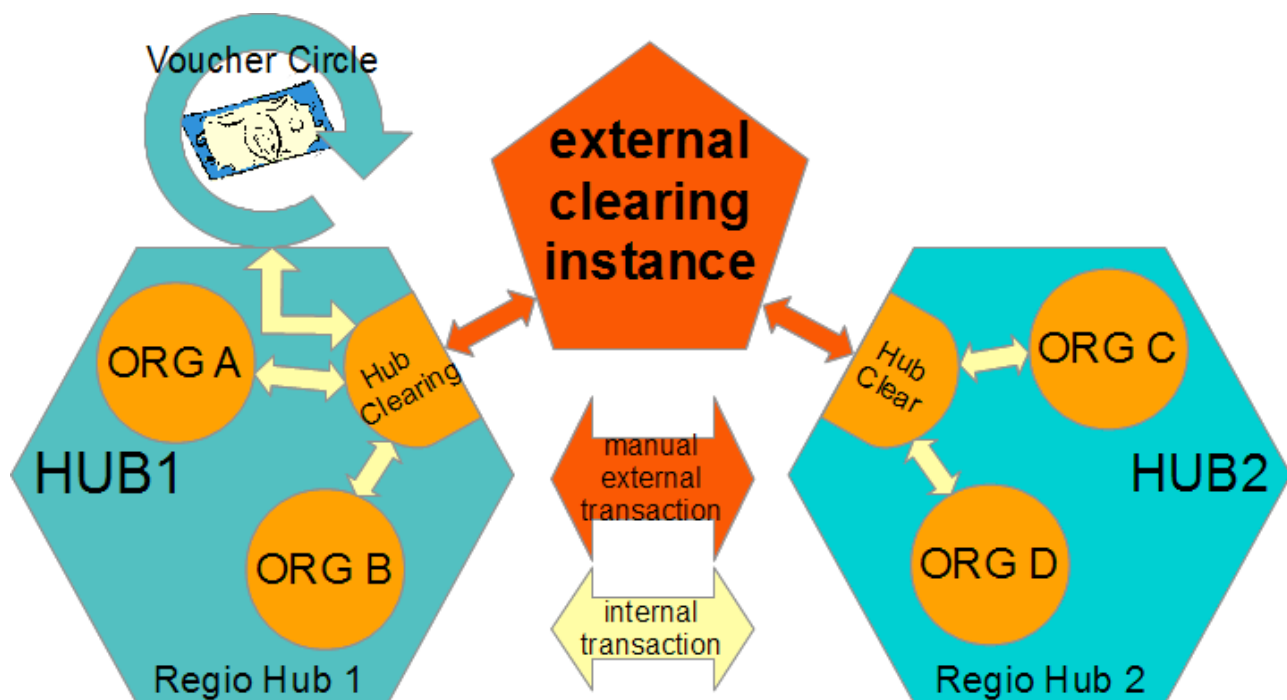 Voucher Circle
external
clearing
instance
ORG A
Hub
Clearing
HUB1
ORG B
Regio Hub 1
manual
external
transaction
internal
transaction
Hub
Clear
ORG C
HUB2
ORG D
Regio Hub 2